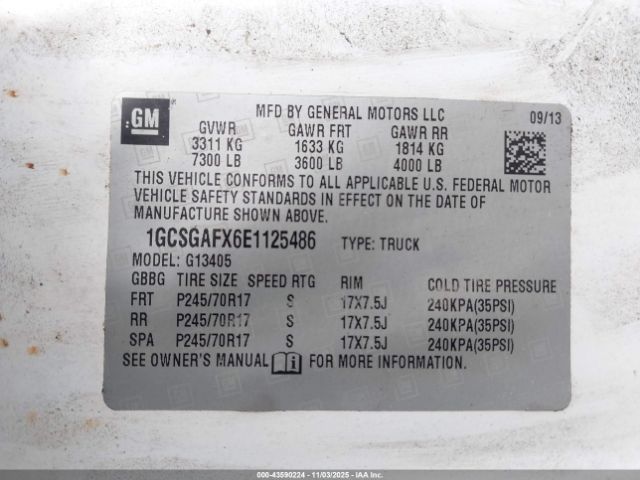 GM
MFD BY GENERAL MOTORS LLC 09/13
GVWR GAWR FRT GAWR RR
3311 KG 1633 KG 1814 KG
7300 LB 3600 LB 4000 LB
THIS VEHICLE CONFORMS TO ALL APPLICABLE U.S. FEDERAL MOTOR
VEHICLE SAFETY STANDARDS IN EFFECT ON THE DATE OF
MANUFACTURE SHOWN ABOVE.
1GCSGAFX6E1125486 TYPE: TRUCK
MODEL: G13405
GBBG TIRE SIZE SPEED RTG RIM COLD TIRE PRESSURE
FRT P245/70R17 S 17X7.5J 240KPA(35PSI)
RR P245/70R17 S 17X7.5J 240KPA(35PSI)
SPA P245/70R17 S 17X7.5J 240KPA(35PSI)
SEE OWNER'S MANUAL i FOR MORE INFORMATION.
000-43590224 - 11/03/2025 - IAAI.CA